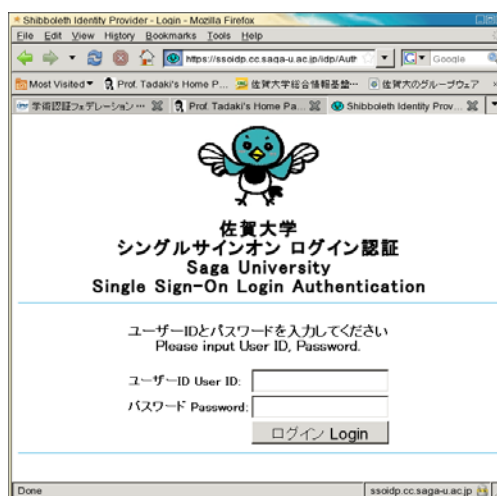 Shibboleth Identity Provider - Login - Mozilla Firefox
File Edit View History Bookmarks Tools Help
https://ssoidp.cc.saga-u.ac.jp/idp/Auth Google
Most Visited Prof. Tadaki's Home P... 佐賀大学総合情報基盤… 佐賀大のグループウェア
学術認証フェデレーション… Prof. Tadaki's Home Pa... Shibboleth Identity Prov...
佐賀大学
シングルサインオン ログイン認証
Saga University
Single Sign-On Login Authentication
ユーザーIDとパスワードを入力してください
Please input User ID, Password.
ユーザーID User ID:
パスワード Password:
ログイン Login
Done ssoidp.cc.saga-u.ac.jp